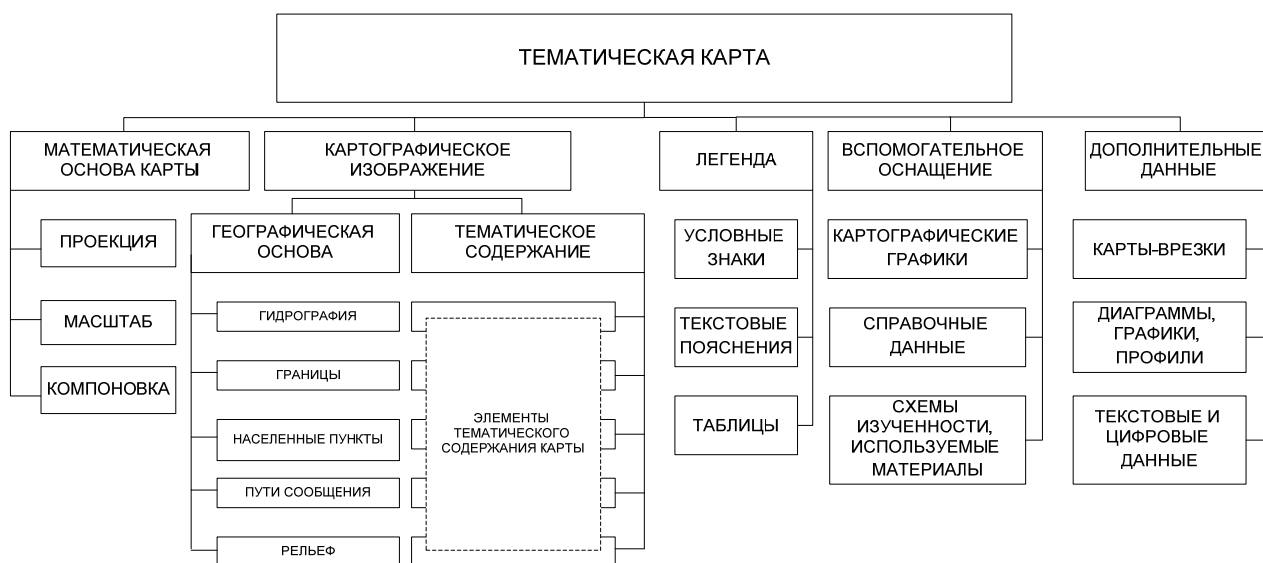 ТЕМАТИЧЕСКАЯ КАРТА
МАТЕМАТИЧЕСКАЯ
ОСНОВА КАРТЫ
ПРОЕКЦИЯ
МАСШТАБ
КОМПОНОВКА
КАРТОГРАФИЧЕСКОЕ
ИЗОБРАЖЕНИЕ
ГЕОГРАФИЧЕСКАЯ
ОСНОВА
ГИДРОГРАФИЯ
ГРАНИЦЫ
НАСЕЛЕННЫЕ ПУНКТЫ
ПУТИ СООБЩЕНИЯ
РЕЛЬЕФ
ТЕМАТИЧЕСКОЕ
СОДЕРЖАНИЕ
ЭЛЕМЕНТЫ
ТЕМАТИЧЕСКОГО
СОДЕРЖАНИЯ КАРТЫ
ЛЕГЕНДА
УСЛОВНЫЕ
ЗНАКИ
ТЕКСТОВЫЕ
ПОЯСНЕНИЯ
ТАБЛИЦЫ
ВСПОМОГАТЕЛЬНОЕ
ОСНАЩЕНИЕ
КАРТОГРАФИЧЕСКИЕ
ГРАФИКИ
СПРАВОЧНЫЕ
ДАННЫЕ
СХЕМЫ
ИЗУЧЕННОСТИ,
ИСПОЛЬЗУЕМЫЕ
МАТЕРИАЛЫ
ДОПОЛНИТЕЛЬНЫЕ
ДАННЫЕ
КАРТЫ-ВРЕЗКИ
ДИАГРАММЫ,
ГРАФИКИ,
ПРОФИЛИ
ТЕКСТОВЫЕ И
ЦИФРОВЫЕ
ДАННЫЕ